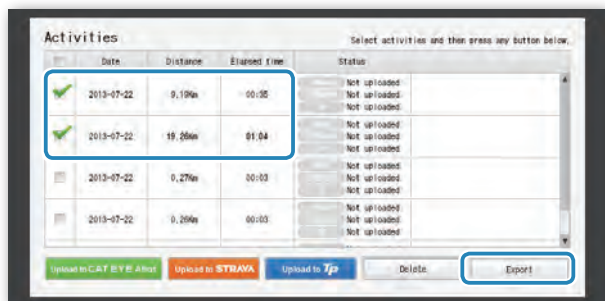 Activities
Select activities and then press any button below.
Date Distance Elapsed time Status
2013-07-22 9.19Km 00:35 Not uploaded
Not uploaded
Not uploaded
2013-07-22 19.26Km 01:04 Not uploaded
Not uploaded
Not uploaded
2013-07-22 0.27Km 00:03 Not uploaded
Not uploaded
Not uploaded
2013-07-22 0.26Km 00:03 Not uploaded
Not uploaded
Not uploaded
Upload to CATEYE Atlas Upload to STRAVA Upload to Tp Delete Export